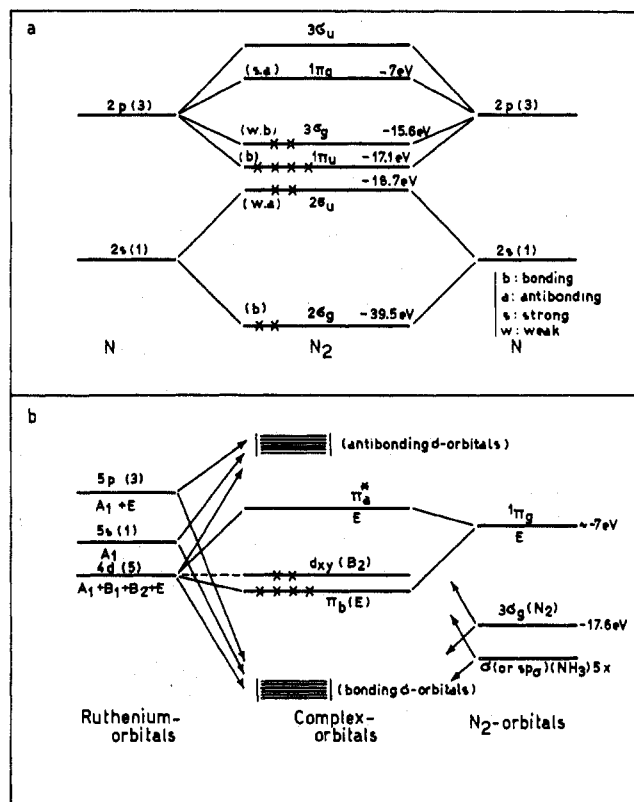 a
3σu
(s.a) 1πg -7eV
2p(3) 2p(3)
(w.b) 3σg -15.6eV
(b) 1πu -17.1eV
-18.7eV
(w.a) 2σu
2s(1) 2s(1)
b: bonding
a: antibonding
s: strong
w: weak
(b) 2σg -39.5eV
N N₂ N
b
(antibonding σ-orbitals)
5p (3)
A₁+E
πa*
E
1πg
E
≈-7eV
5s(1)
A₁
4d(5)
A₁+B₁+B₂+E
dxy(B₂)
πb(E)
3σg(N₂) -17.6eV
σ(or spσ)(NH₃)5x
(bonding σ-orbitals)
Ruthenium-
orbitals
Complex-
orbitals
N₂-orbitals